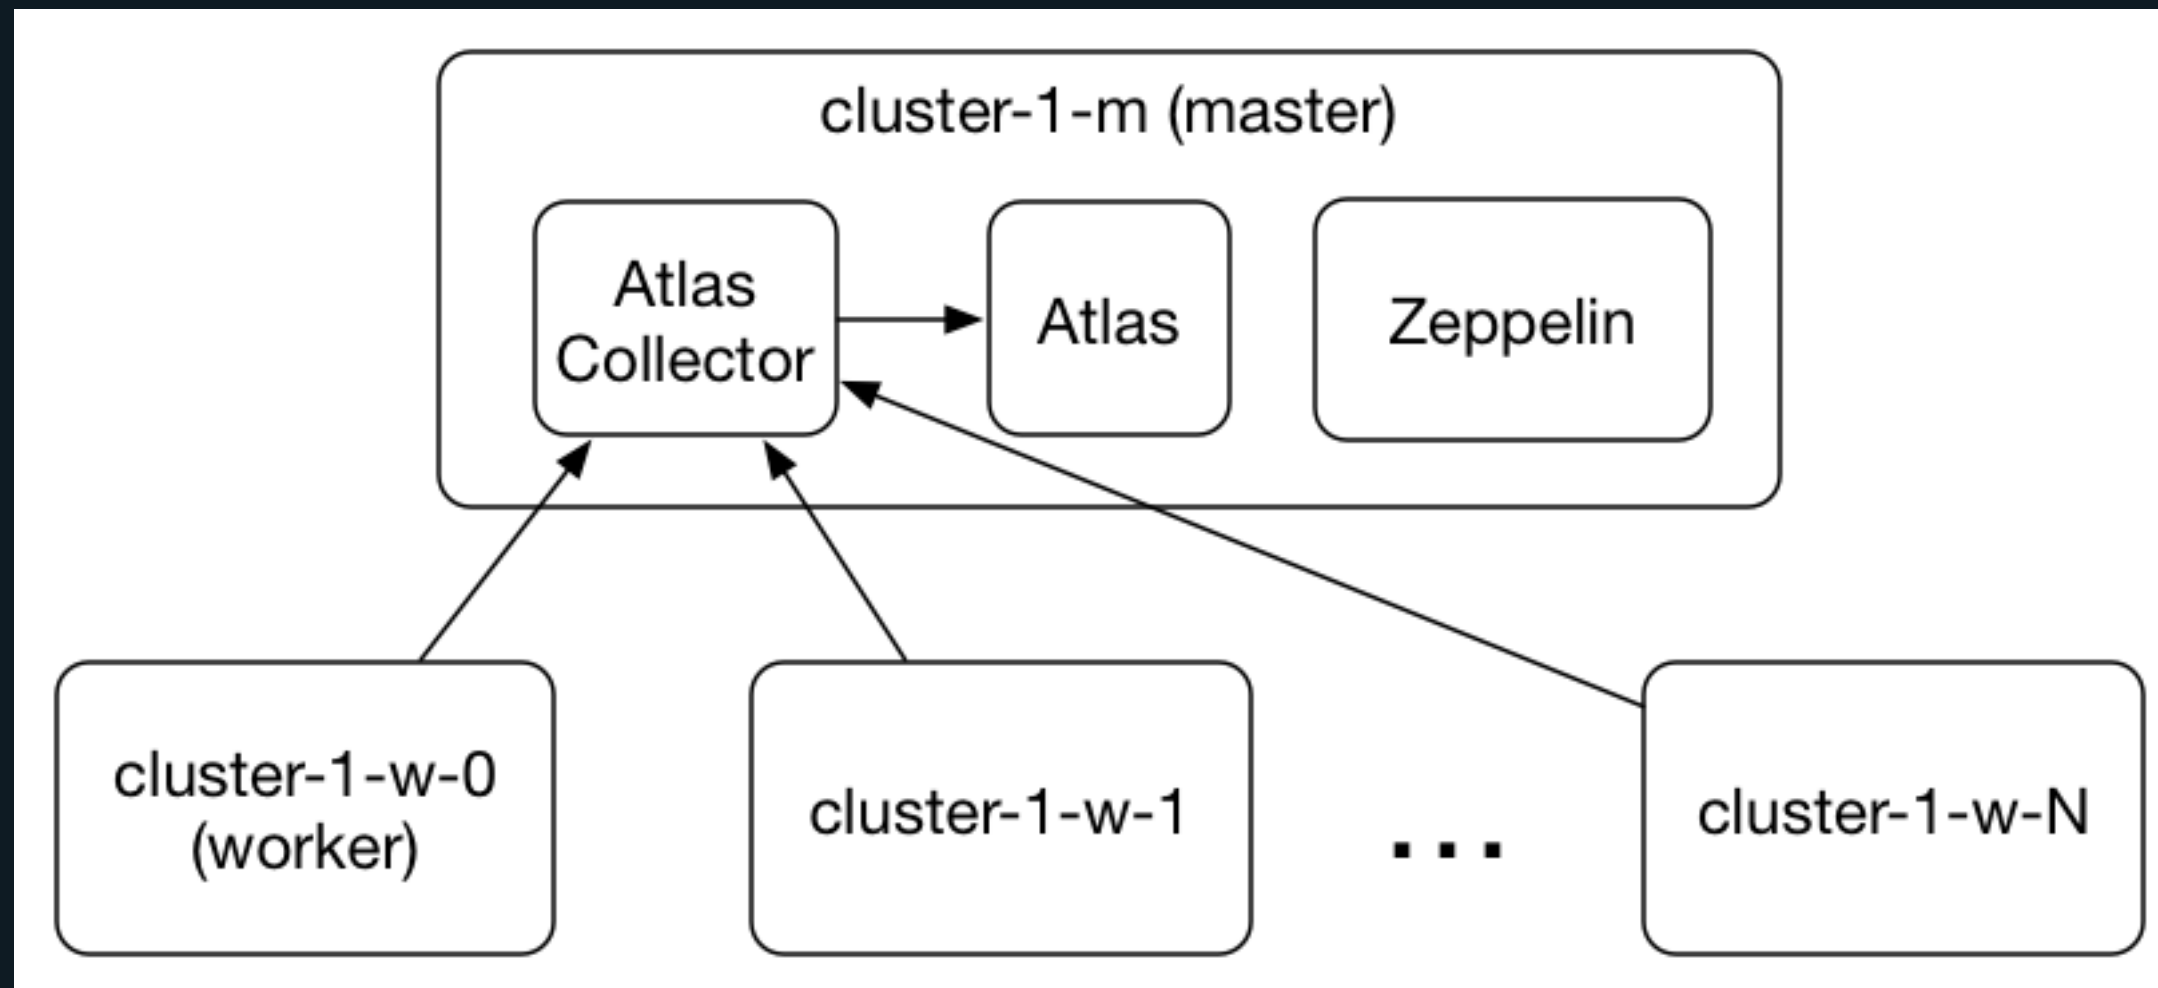 cluster-1-m (master)
Atlas
Collector
Atlas
Zeppelin
cluster-1-w-0
(worker)
cluster-1-w-1
...
cluster-1-w-N